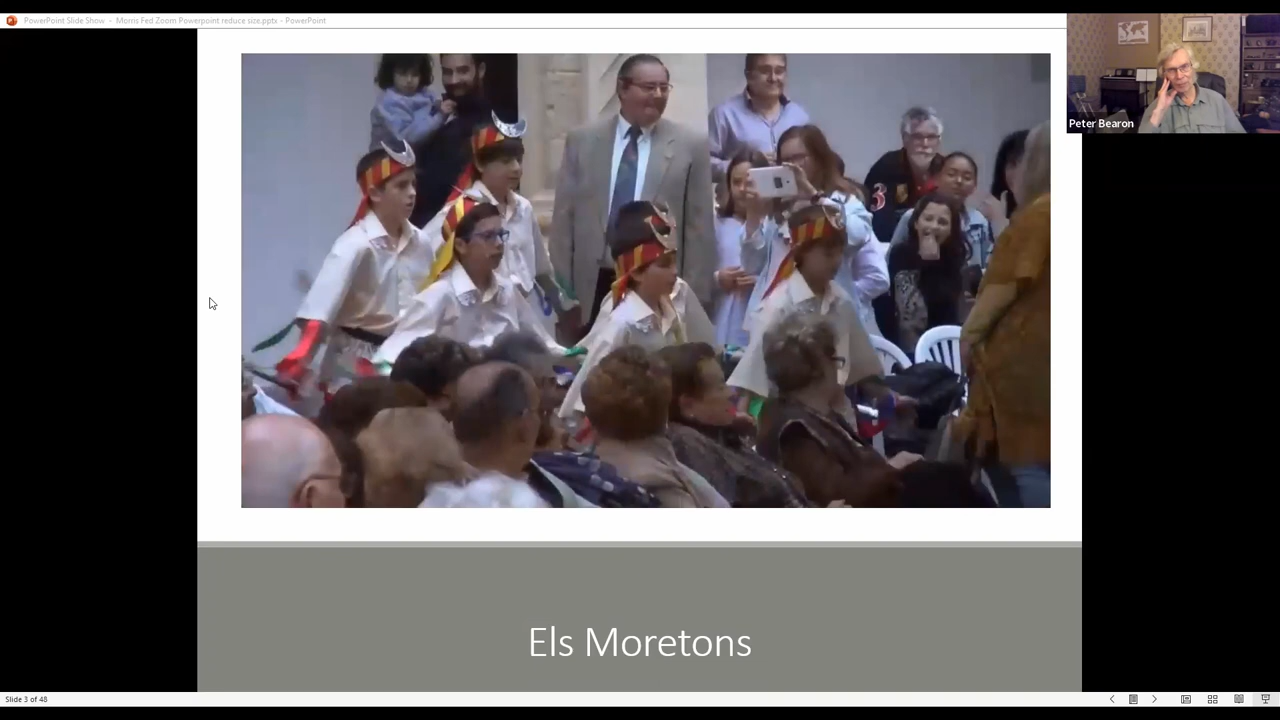 PowerPoint Slide Show - Morris Fed Zoom Powerpoint reduce size.pptx - PowerPoint
Peter Bearon
3
Els Moretons
Slide 3 of 48